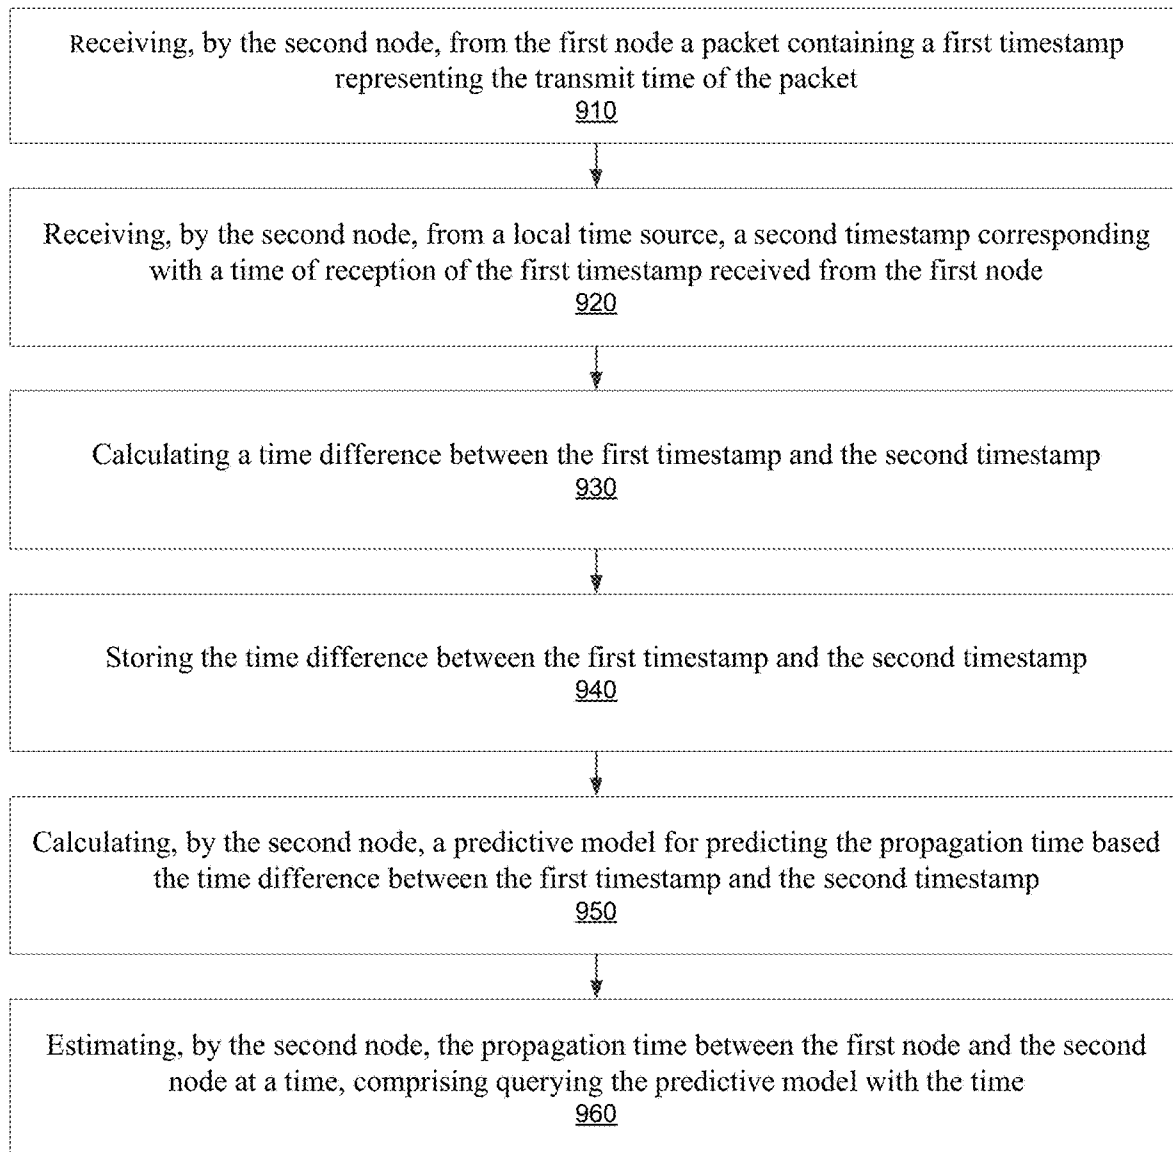 Receiving, by the second node, from the first node a packet containing a first timestamp
representing the transmit time of the packet
910
Receiving, by the second node, from a local time source, a second timestamp corresponding
with a time of reception of the first timestamp received from the first node
920
Calculating a time difference between the first timestamp and the second timestamp
930
Storing the time difference between the first timestamp and the second timestamp
940
Calculating, by the second node, a predictive model for predicting the propagation time based
the time difference between the first timestamp and the second timestamp
950
Estimating, by the second node, the propagation time between the first node and the second
node at a time, comprising querying the predictive model with the time
960